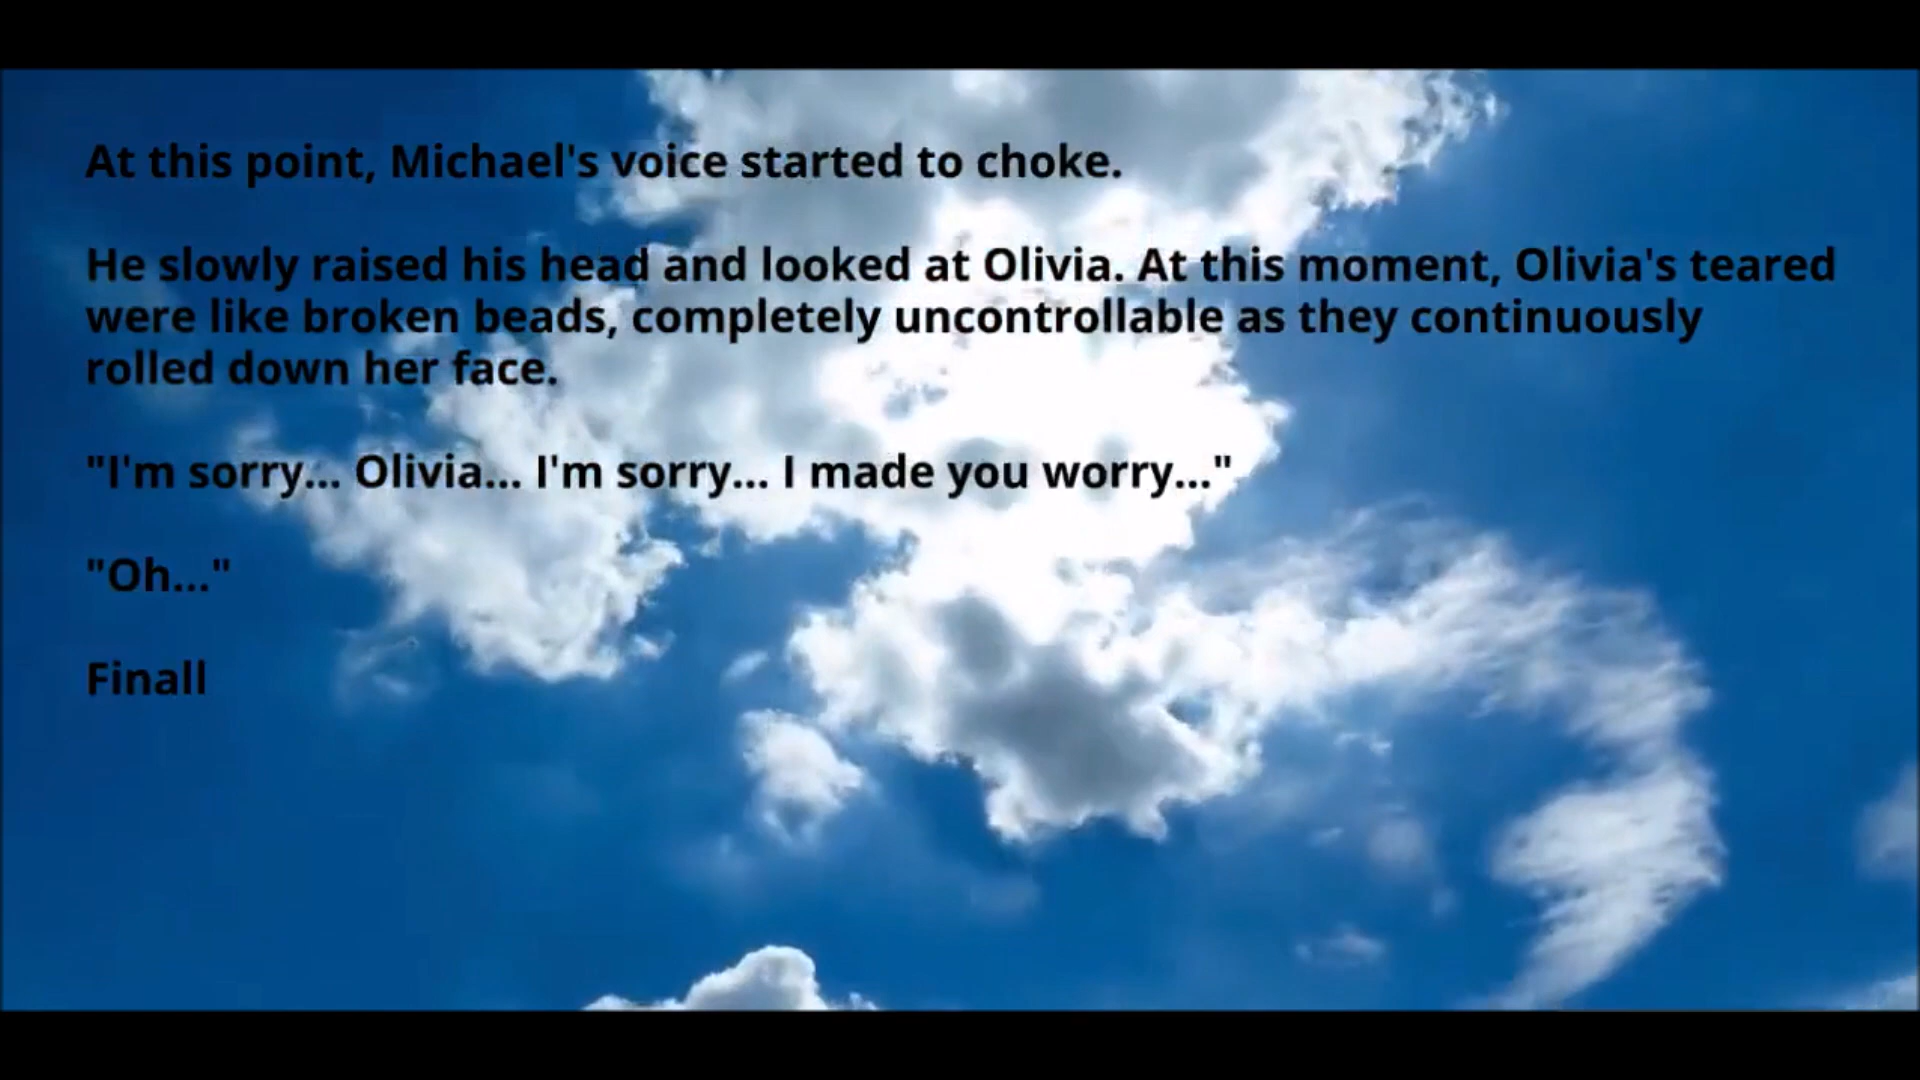 At this point, Michael's voice started to choke.
He slowly raised his head and looked at Olivia. At this moment, Olivia's teared
were like broken beads, completely uncontrollable as they continuously
rolled down her face.
"I'm sorry... Olivia... I'm sorry... I made you worry..."
"Oh..."
Finall